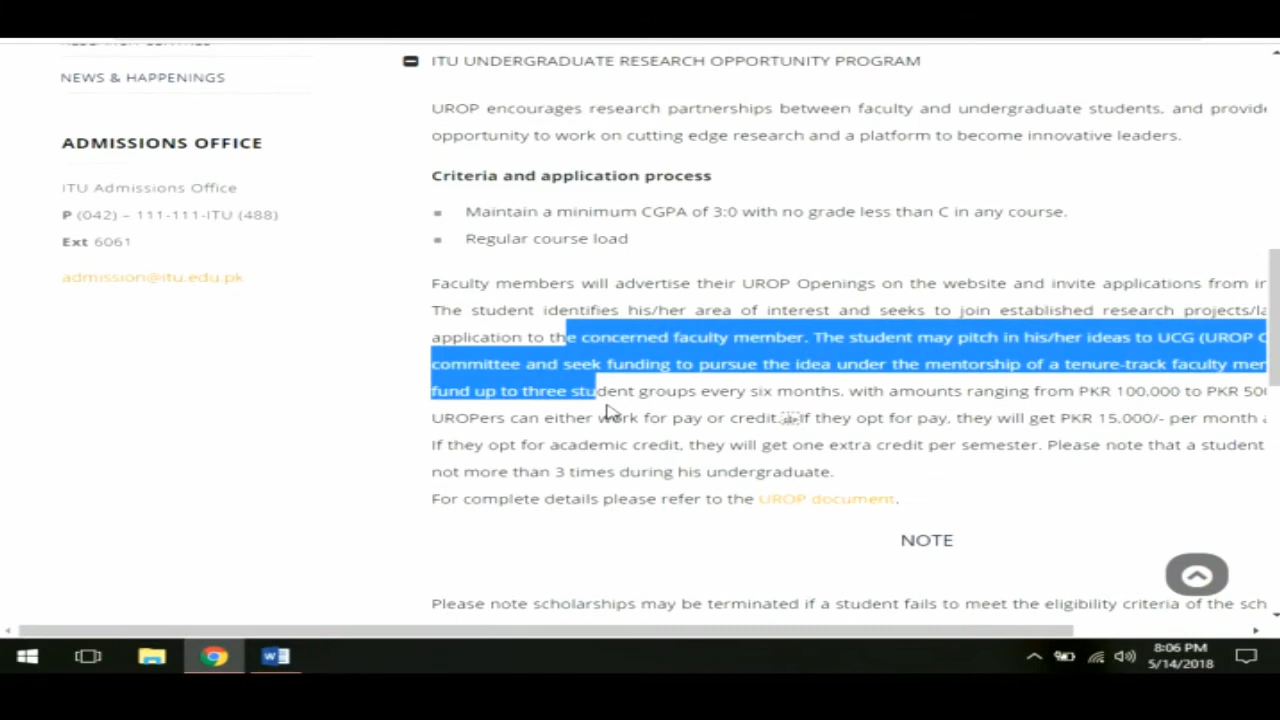 NEWS & HAPPENINGS
ADMISSIONS OFFICE
ITU Admissions Office
P (042) – 111-111-ITU (488)
Ext 6061
admission@itu.edu.pk
ITU UNDERGRADUATE RESEARCH OPPORTUNITY PROGRAM
UROP encourages research partnerships between faculty and undergraduate students, and provide
opportunity to work on cutting edge research and a platform to become innovative leaders.
Criteria and application process
Maintain a minimum CGPA of 3:0 with no grade less than C in any course.
Regular course load
Faculty members will advertise their UROP Openings on the website and invite applications from
The student identifies his/her area of interest and seeks to join established research
application to the concerned faculty member. The student may pitch in his/her ideas to UCG (UROP
committee and seek funding to pursue the idea under the mentorship of a tenure-track faculty
fund up to three student groups every six months. with amounts ranging from PKR 100,000 to PKR
UROPers can either work for pay or credit. If they opt for pay, they will get PKR 15,000/- per month
If they opt for academic credit, they will get one extra credit per semester. Please note that a student
not more than 3 times during his undergraduate.
For complete details please refer to the UROP document.
NOTE
Please note scholarships may be terminated if a student fails to meet the eligibility criteria of the
W
8:06 PM
5/14/2018